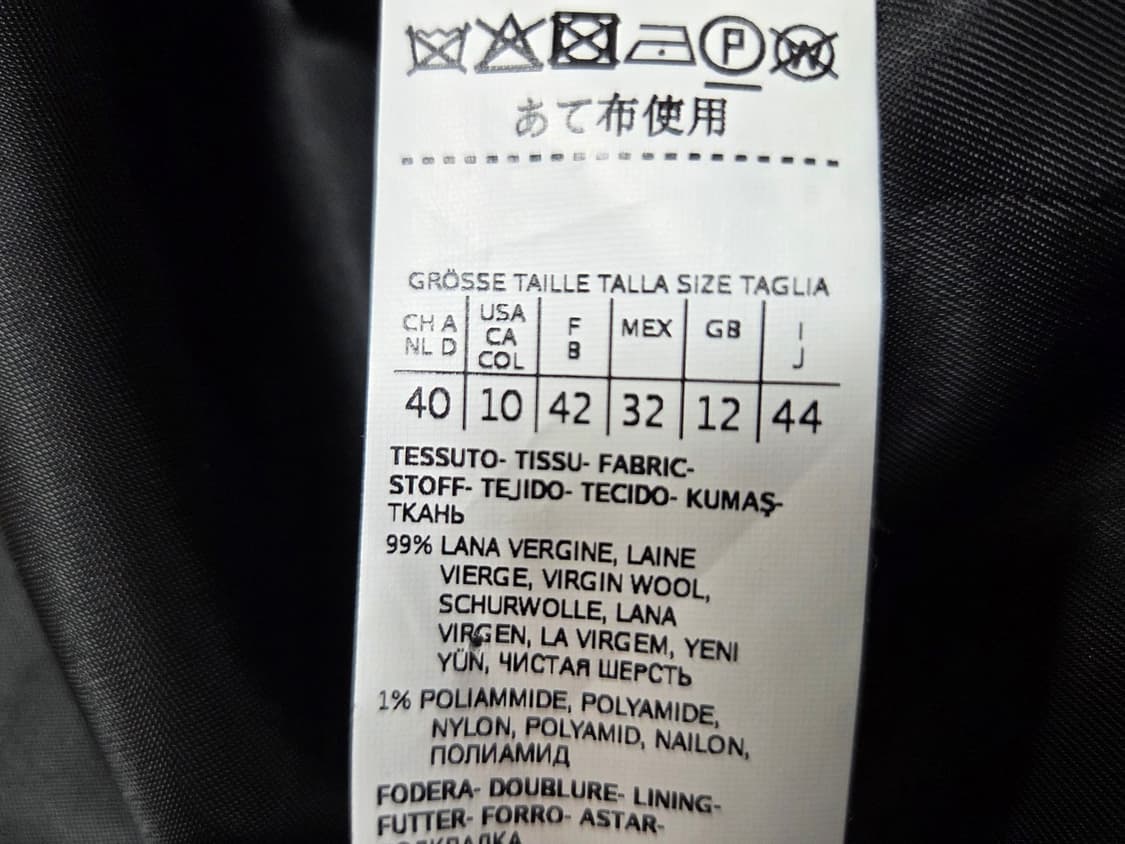 P W
あて布使用
GRÖSSE TAILLE TALLA SIZE TAGLIA
CH A NL D | USA CA COL | F B | MEX | GB | I J
40 | 10 | 42 | 32 | 12 | 44
TESSUTO- TISSU- FABRIC-
STOFF- TEJIDO- TECIDO- KUMAŞ-
ТКАНЬ
99% LANA VERGINE, LAINE
VIERGE, VIRGIN WOOL,
SCHURWOLLE, LANA
VIRGEN, LA VIRGEM, YENI
YÜN, ЧИСТАЯ ШЕРСТЬ
1% POLIAMMIDE, POLYAMIDE,
NYLON, POLYAMID, NAILON,
ПОЛИАМИД
FODERA- DOUBLURE- LINING-
FUTTER- FORRO- ASTAR-